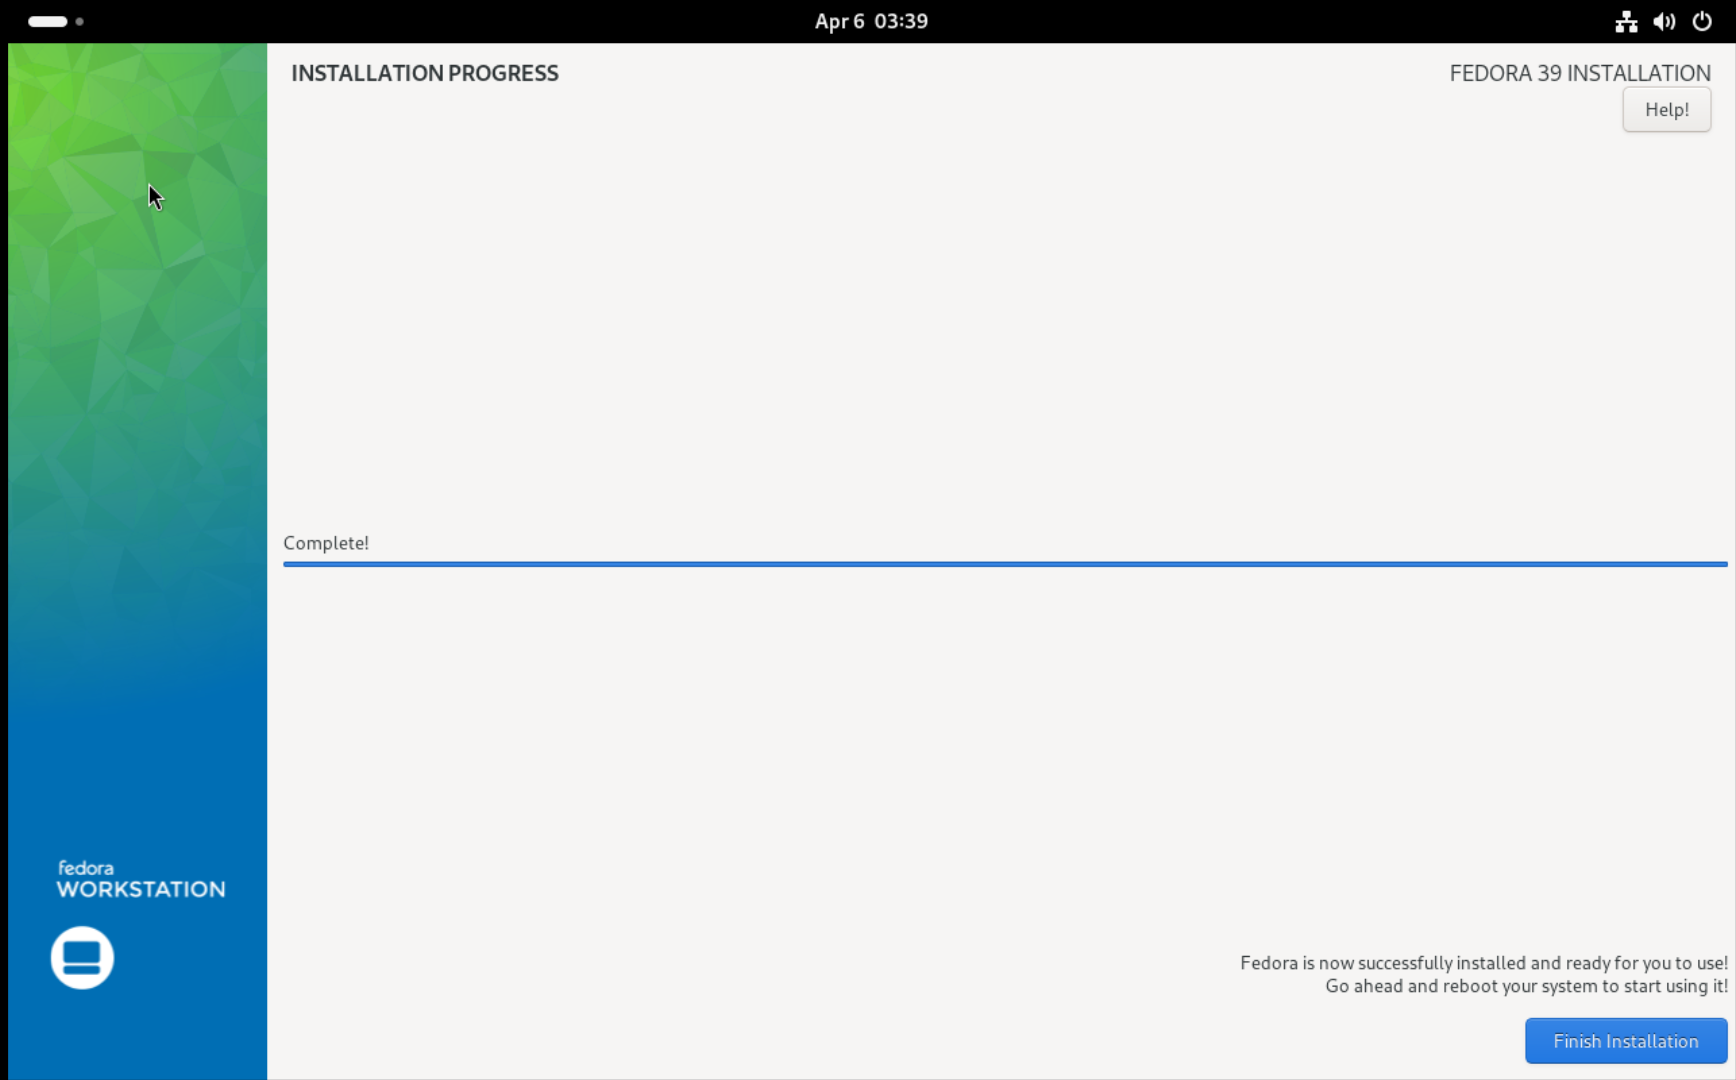 Apr 6 03:39
INSTALLATION PROGRESS
FEDORA 39 INSTALLATION
Help!
Complete!
fedora
WORKSTATION
Fedora is now successfully installed and ready for you to use!
Go ahead and reboot your system to start using it!
Finish Installation